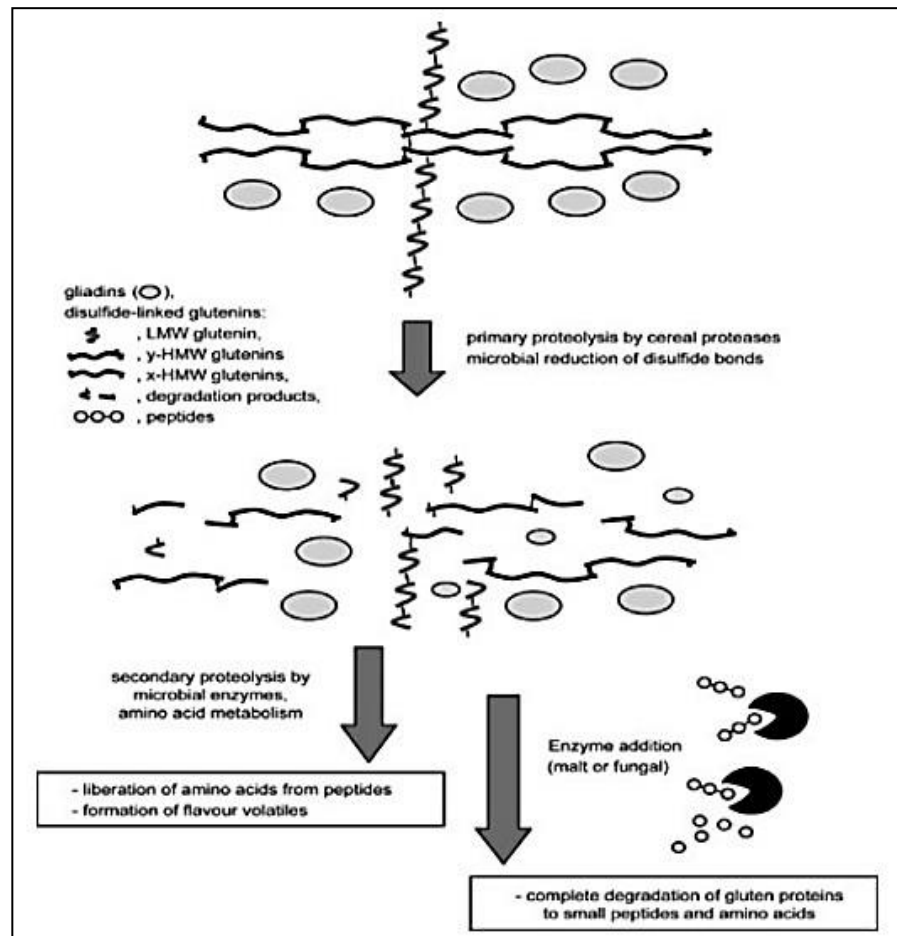 gliadins (⬭),
disulfide-linked glutenins:
, LMW glutenin,
, y-HMW glutenins
, x-HMW glutenins,
, degradation products,
, peptides
primary proteolysis by cereal proteases
microbial reduction of disulfide bonds
secondary proteolysis by
microbial enzymes,
amino acid metabolism
Enzyme addition
(malt or fungal)
- liberation of amino acids from peptides
- formation of flavour volatiles
- complete degradation of gluten proteins
to small peptides and amino acids